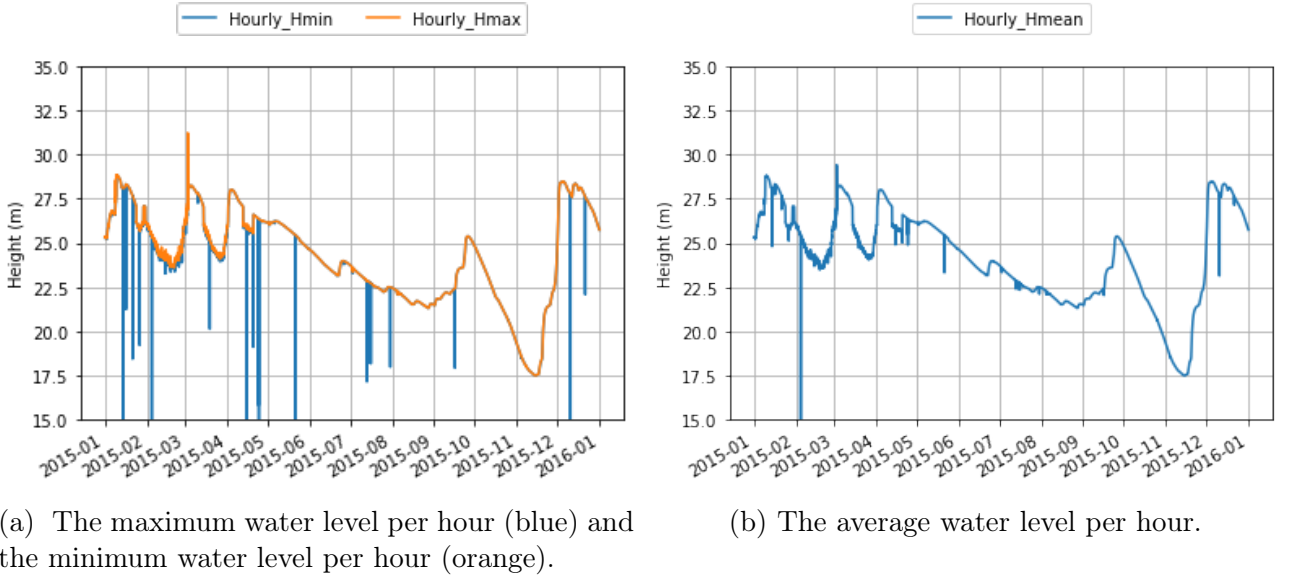 Hourly_Hmin Hourly_Hmax
Height (m)
35.0
32.5
30.0
27.5
25.0
22.5
20.0
17.5
15.0
2015-01 2015-02 2015-03 2015-04 2015-05 2015-06 2015-07 2015-08 2015-09 2015-10 2015-11 2015-12 2016-01
(a) The maximum water level per hour (blue) and
the minimum water level per hour (orange).
Hourly_Hmean
Height (m)
35.0
32.5
30.0
27.5
25.0
22.5
20.0
17.5
15.0
2015-01 2015-02 2015-03 2015-04 2015-05 2015-06 2015-07 2015-08 2015-09 2015-10 2015-11 2015-12 2016-01
(b) The average water level per hour.